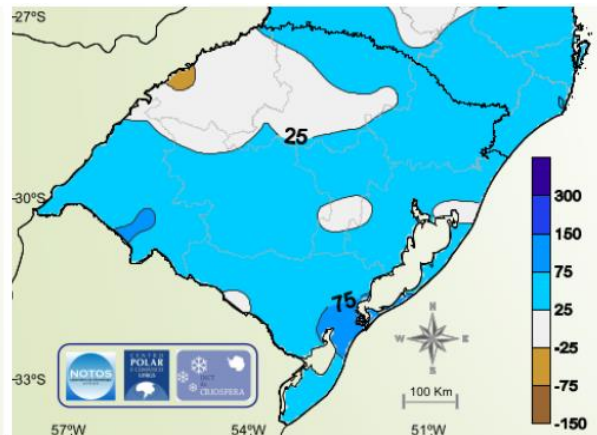 27°S
25
30°S
300
150
75
25
-25
-75
-150
75
N
W E
S
100 Km
NOTOS
CENTRO
POLAR
E CLIMÁTICO
UFRGS
INCT
da
CRIOSFERA
33°S
57°W
54°W
51°W